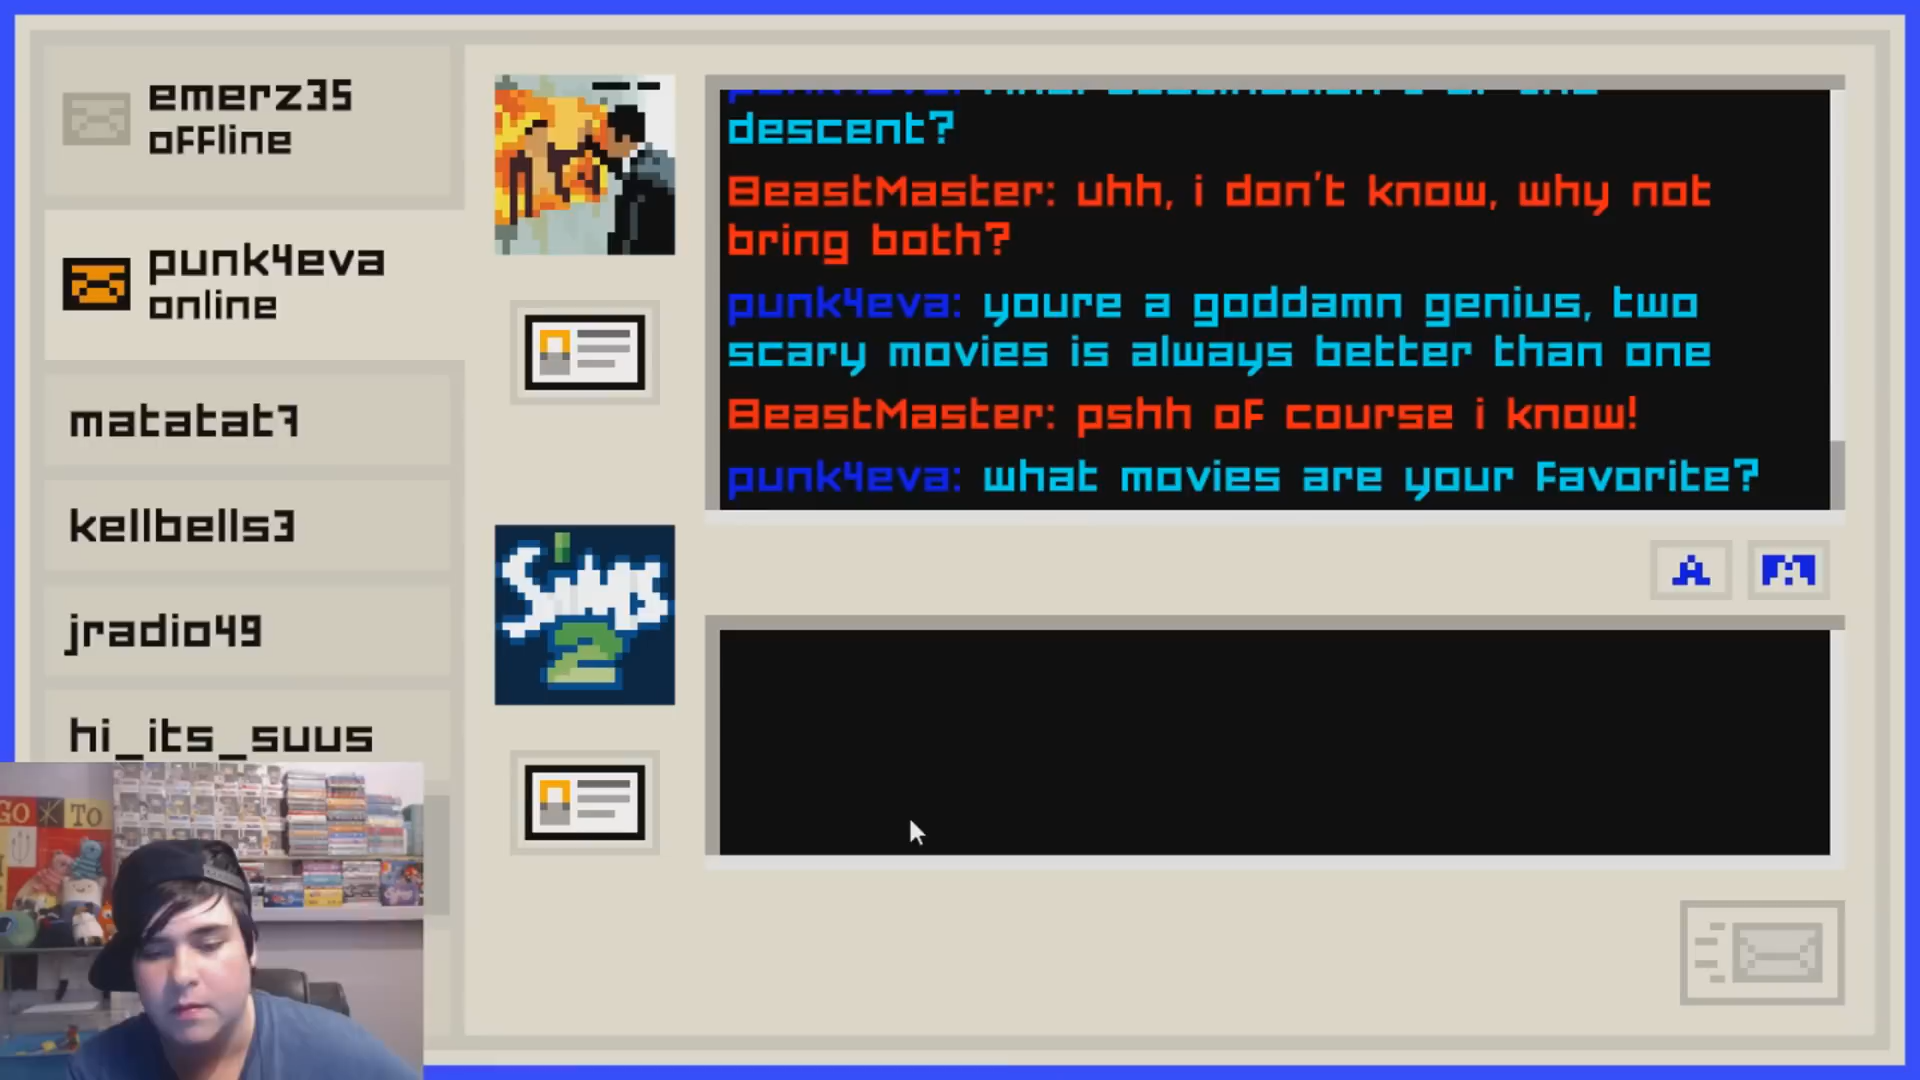 emerz35
offline
punk4eva
online
matatat7
kellbells3
jradio49
hi_its_suus
descent?
BeastMaster: uhh, i don't know, why not
bring both?
punk4eva: youre a goddamn genius, two
scary movies is always better than one
BeastMaster: pshh of course i know!
punk4eva: what movies are your favorite?
A
Sims
2
GO TO